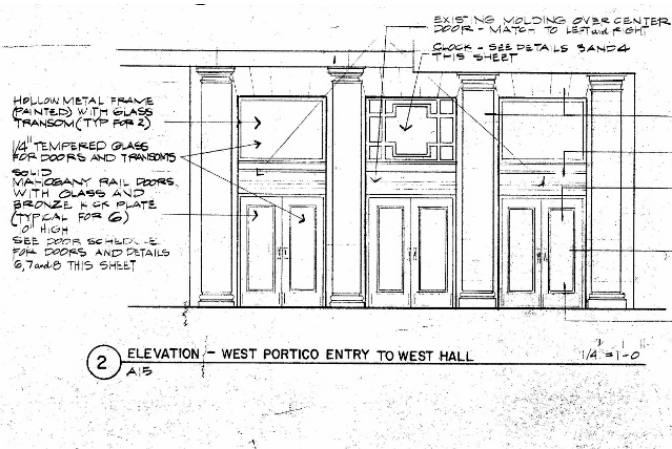 EXISTING MOLDING OVER CENTER
DOOR - MATCH TO LEFT and RIGHT
CLOCK - SEE DETAILS 3 AND 4
THIS SHEET
HOLLOW METAL FRAME
(PAINTED) WITH GLASS
TRANSOM (TYP FOR 2)
1/4" TEMPERED GLASS
FOR DOORS AND TRANSOMS
SOLID
MAHOGANY RAIL DOORS
WITH GLASS AND
BRONZE KICK PLATE
(TYPICAL FOR 6)
HIGH
SEE DOOR SCHEDULE
FOR DOORS AND DETAILS
6, 7 and 8 THIS SHEET
2 ELEVATION - WEST PORTICO ENTRY TO WEST HALL
1/4" = 1'-0
A15